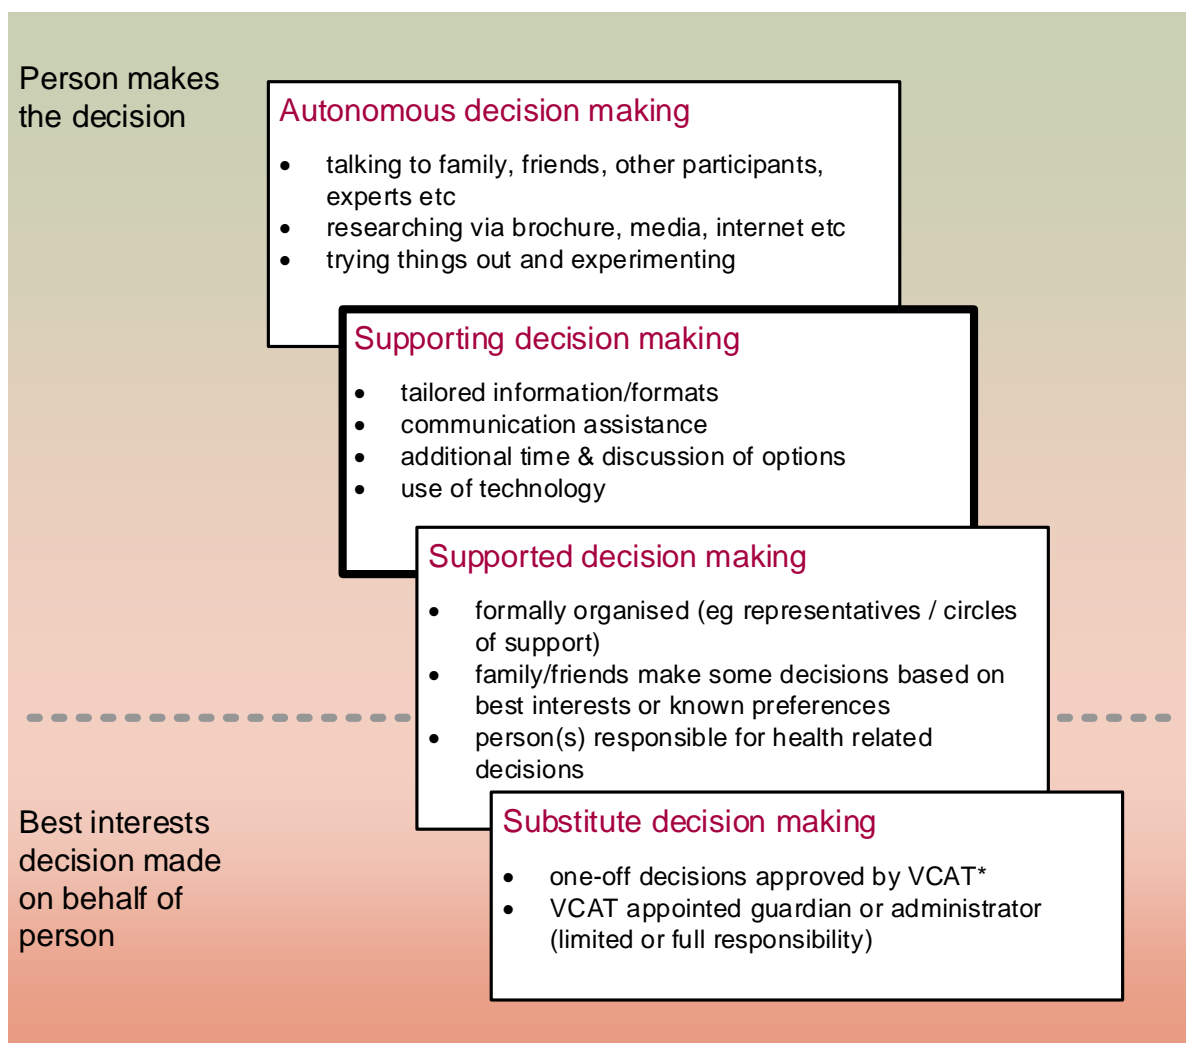 Person makes
the decision
Autonomous decision making
• talking to family, friends, other participants,
experts etc
• researching via brochure, media, internet etc
• trying things out and experimenting
Supporting decision making
• tailored information/formats
• communication assistance
• additional time & discussion of options
• use of technology
Supported decision making
• formally organised (eg representatives / circles
of support)
• family/friends make some decisions based on
best interests or known preferences
• person(s) responsible for health related
decisions
Best interests
decision made
on behalf of
person
Substitute decision making
• one-off decisions approved by VCAT*
• VCAT appointed guardian or administrator
(limited or full responsibility)